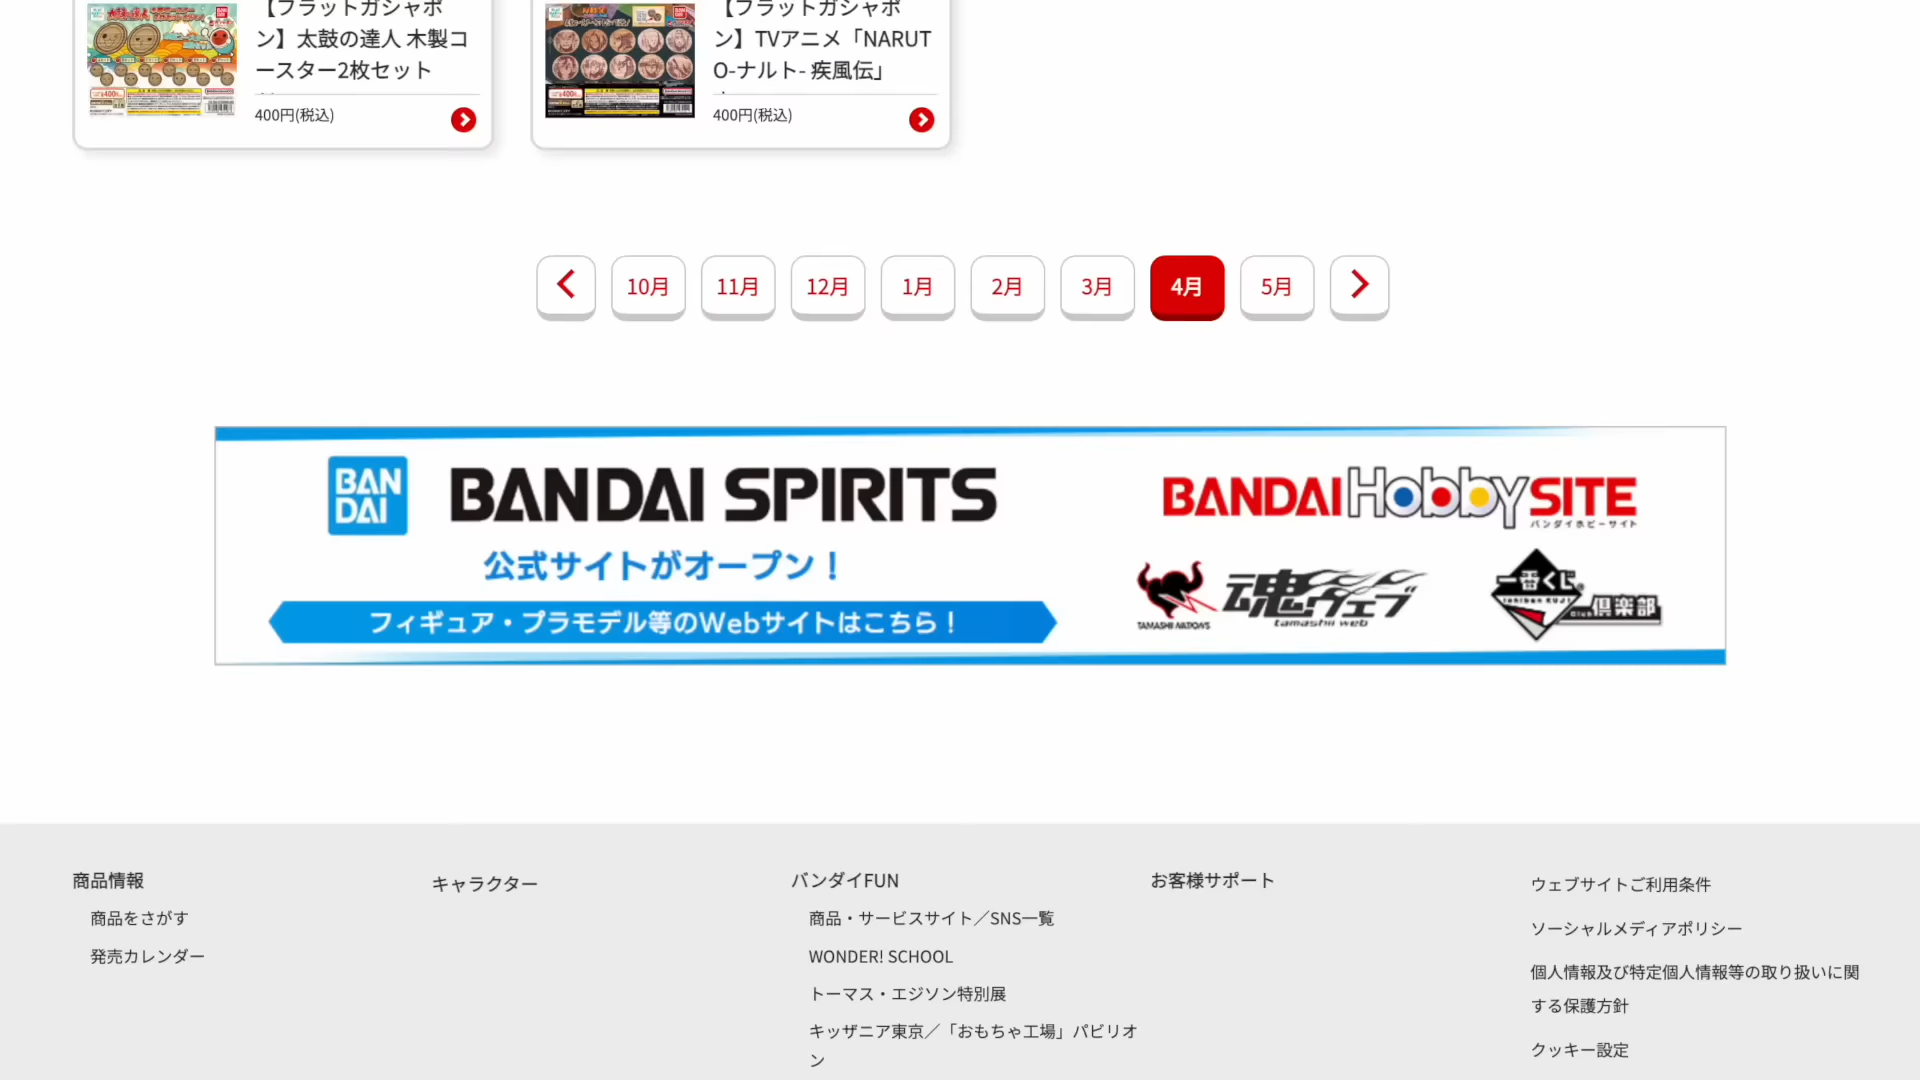 【フラットガシャポ
ン】太鼓の達人 木製コ
ースター2枚セット
400円(税込)
【フラットガシャポ
ン】TVアニメ「NARUT
O-ナルト- 疾風伝」
400円(税込)
10月
11月
12月
1月
2月
3月
4月
5月
BAN
DAI
BANDAI SPIRITS
公式サイトがオープン！
フィギュア・プラモデル等のWebサイトはこちら！
BANDAI Hobby SITE
バンダイホビーサイト
TAMASHII NATIONS
魂ウェブ
tamashii web
一番くじ
ICHIBAN KUJI
Club倶楽部
商品情報
商品をさがす
発売カレンダー
キャラクター
バンダイFUN
商品・サービスサイト／SNS一覧
WONDER! SCHOOL
トーマス・エジソン特別展
キッザニア東京／「おもちゃ工場」パビリオ
ン
お客様サポート
ウェブサイトご利用条件
ソーシャルメディアポリシー
個人情報及び特定個人情報等の取り扱いに関
する保護方針
クッキー設定